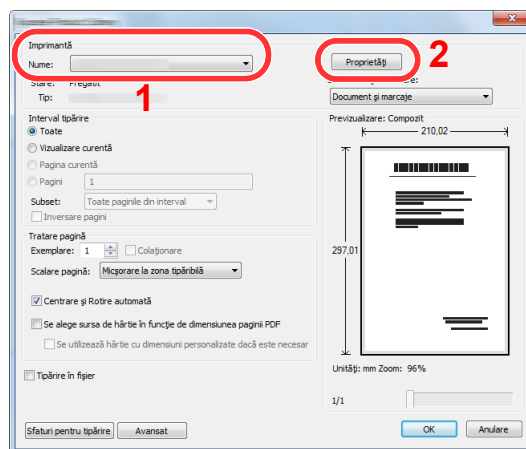 Imprimantă
Nume:
1
Proprietăţi
2
Stare: Pregătit
Tip:
Document şi marcaje
Interval tipărire
Toate
Vizualizare curentă
Pagina curentă
Pagini 1
Subset: Toate paginile din interval
Inversare pagini
Tratare pagină
Exemplare: 1 Colaţionare
Scalare pagină: Micşorare la zona tipăribilă
Centrare şi Rotire automată
Se alege sursa de hârtie în funcţie de dimensiunea paginii PDF
Se utilizează hârtie cu dimensiuni personalizate dacă este necesar
Tipărire în fişier
Previzualizare: Compozit
210,02
297,01
Unităţi: mm Zoom: 96%
1/1
Sfaturi pentru tipărire Avansat
OK Anulare